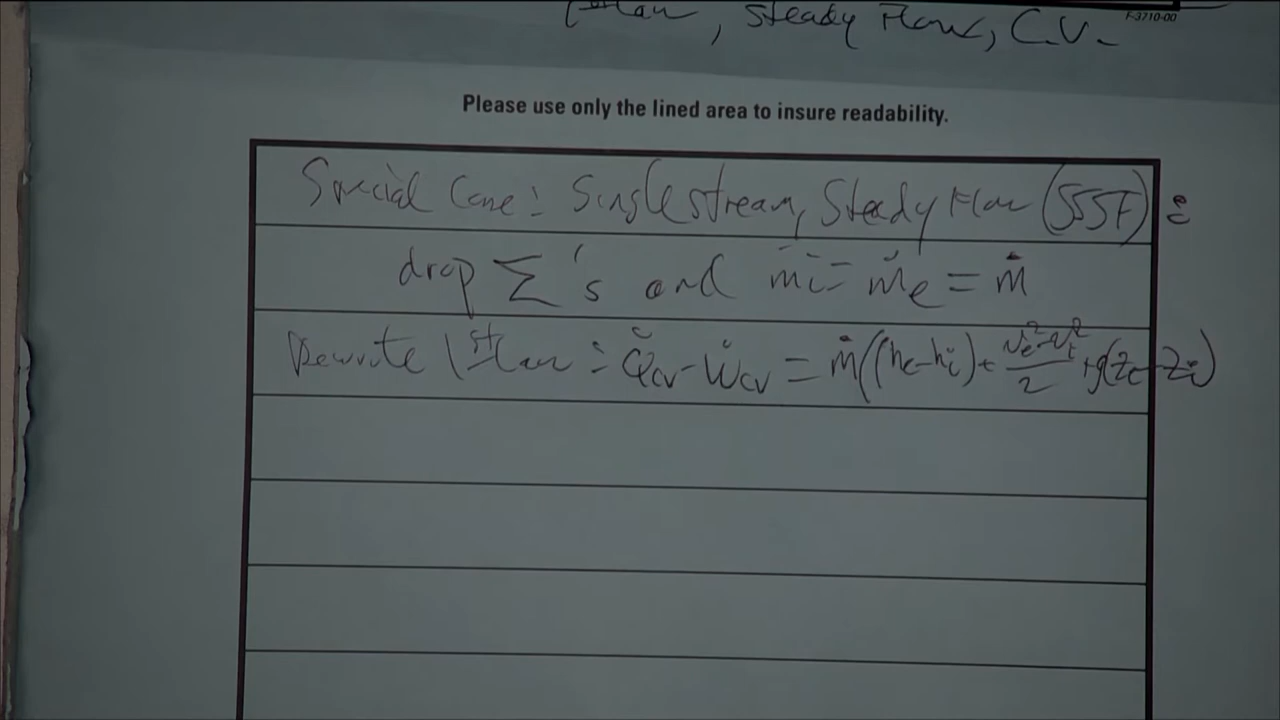 1st Law, Steady Flow, C.V.
F-3710-00
Please use only the lined area to insure readability.
Special Case: Single stream, Steady Flow (SSSF):
drop Σ's and ṁi = ṁe = ṁ
Rewrite 1st Law: Q̇cv - Ẇcv = ṁ((he-hi) + (ve²-vi²)/2 + g(ze-zi)